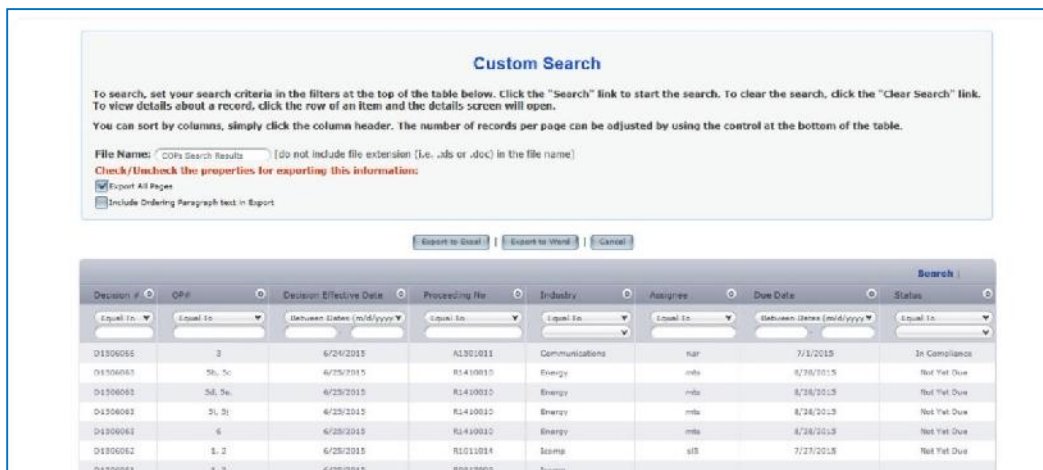 Custom Search
To search, set your search criteria in the filters at the top of the table below. Click the "Search" link to start the search. To clear the search, click the "Clear Search" link.
To view details about a record, click the row of an item and the details screen will open.
You can sort by columns, simply click the column header. The number of records per page can be adjusted by using the control at the bottom of the table.
File Name: COPs Search Results [do not include file extension (i.e. .xls or .doc) in the file name]
Check/Uncheck the properties for exporting this information:
Export All Pages
Include Ordering Paragraph text in Export
Export to Excel | Export to Word | Cancel
Search |
Decision # OP# Decision Effective Date Proceeding No Industry Assignee Due Date Status
Equal To Equal To Between Dates (m/d/yyyy Equal To Equal To Equal To Between Dates (m/d/yyyy Equal To
- -
3 6/24/2015 A1301011 Communications nar 7/1/2015 In Compliance
5b, 5c 6/25/2015 R1410010 Energy mts 8/28/2015 Not Yet Due
5d, 5e 6/25/2015 R1410010 Energy mts 8/28/2015 Not Yet Due
5i, 5j 6/25/2015 R1410010 Energy mts 8/28/2015 Not Yet Due
6 6/25/2015 R1410010 Energy mts 8/28/2015 Not Yet Due
D1506062 1, 2 6/25/2015 R1011014 7/27/2015 Not Yet Due